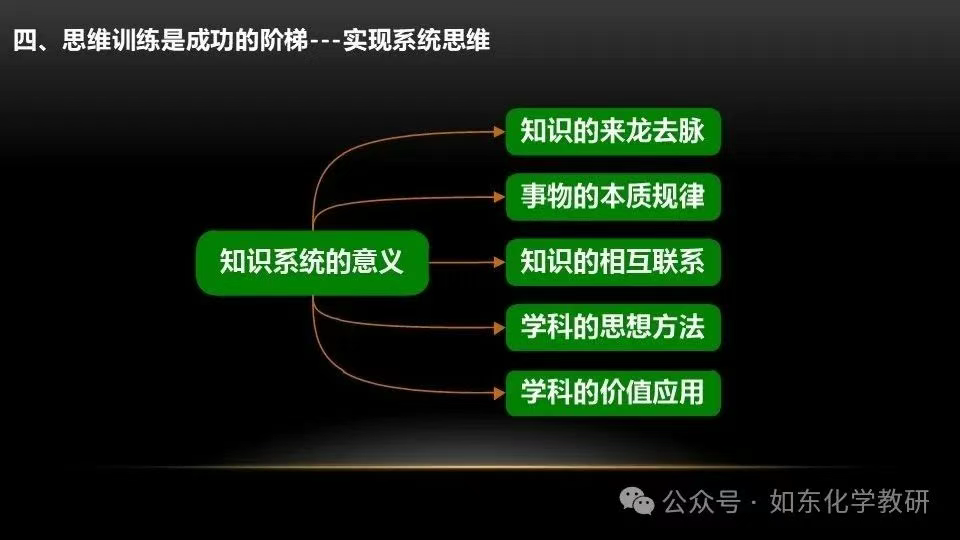 四、思维训练是成功的阶梯---实现系统思维
知识的来龙去脉
事物的本质规律
知识系统的意义
知识的相互联系
学科的思想方法
学科的价值应用
公众号 · 如东化学教研